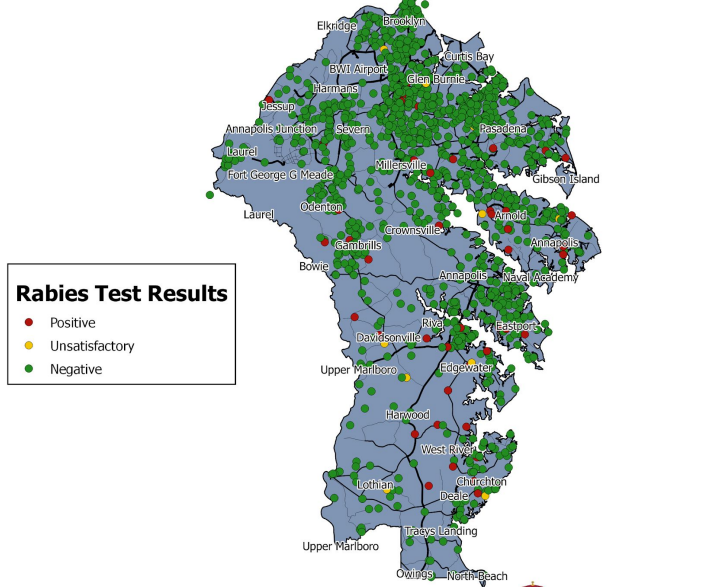 Brooklyn
Elkridge
Curtis Bay
BWI Airport
Glen Burnie
Harmans
Jessup
Annapolis Junction
Severn
Pasadena
Laurel
Millersville
Fort George G Meade
Gibson Island
Odenton
Laurel
Arnold
Crownsville
Gambrills
Annapolis
Bowie
Annapolis
Naval Academy
Rabies Test Results
Positive
Unsatisfactory
Negative
Riva
Eastport
Davidsonville
Upper Marlboro
Edgewater
Harwood
West River
Lothian
Churchton
Deale
Tracys Landing
Upper Marlboro
Owings
North Beach